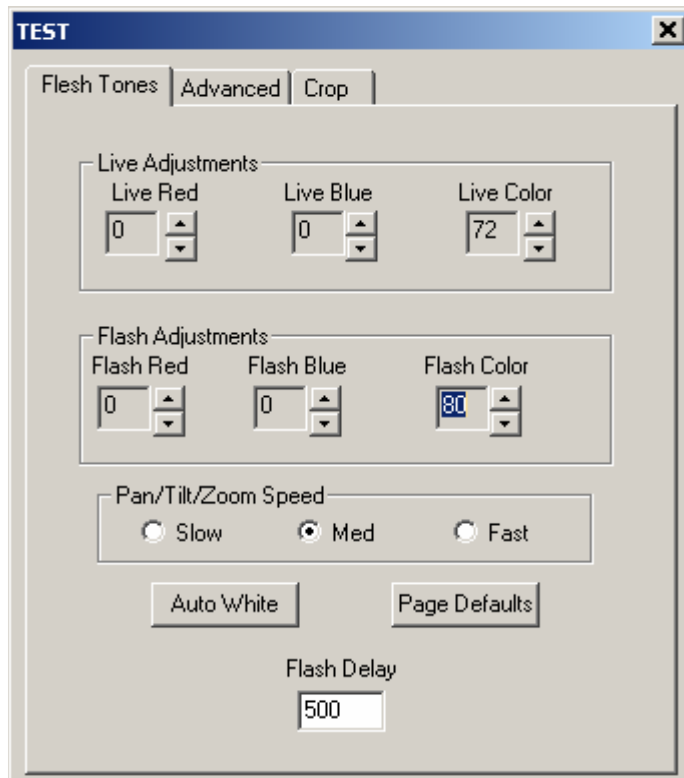 TEST
Flesh Tones Advanced Crop
Live Adjustments
Live Red Live Blue Live Color
0 0 72
Flash Adjustments
Flash Red Flash Blue Flash Color
0 0 80
Pan/Tilt/Zoom Speed
Slow Med Fast
Auto White Page Defaults
Flash Delay
500